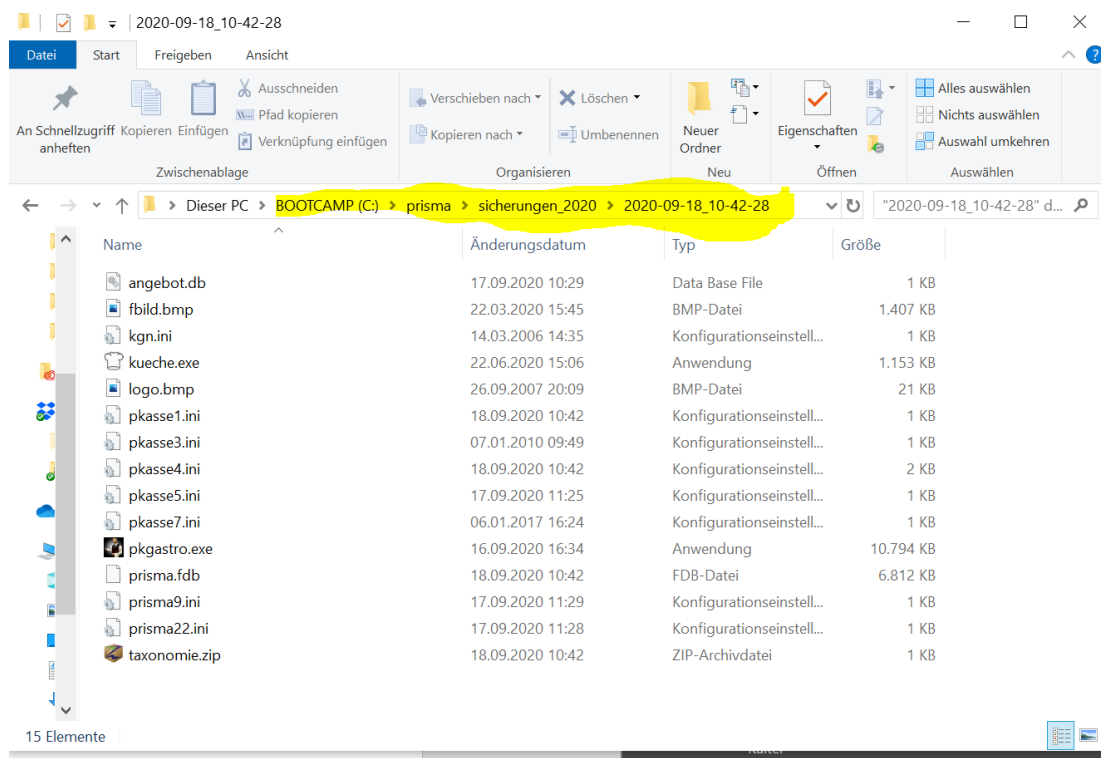 2020-09-18_10-42-28
Datei Start Freigeben Ansicht ?
An Schnellzugriff anheften
Kopieren
Einfügen
Ausschneiden
Pfad kopieren
Verknüpfung einfügen
Zwischenablage
Verschieben nach
Kopieren nach
Löschen
Umbenennen
Organisieren
Neuer Ordner
Neu
Eigenschaften
Öffnen
Alles auswählen
Nichts auswählen
Auswahl umkehren
Auswählen
Dieser PC > BOOTCAMP (C:) > prisma > sicherungen_2020 > 2020-09-18_10-42-28
"2020-09-18_10-42-28" d...
Name Änderungsdatum Typ Größe
angebot.db 17.09.2020 10:29 Data Base File 1 KB
fbild.bmp 22.03.2020 15:45 BMP-Datei 1.407 KB
kgn.ini 14.03.2006 14:35 Konfigurationseinstell... 1 KB
kueche.exe 22.06.2020 15:06 Anwendung 1.153 KB
logo.bmp 26.09.2007 20:09 BMP-Datei 21 KB
pkasse1.ini 18.09.2020 10:42 Konfigurationseinstell... 1 KB
pkasse3.ini 07.01.2010 09:49 Konfigurationseinstell... 1 KB
pkasse4.ini 18.09.2020 10:42 Konfigurationseinstell... 2 KB
pkasse5.ini 17.09.2020 11:25 Konfigurationseinstell... 1 KB
pkasse7.ini 06.01.2017 16:24 Konfigurationseinstell... 1 KB
pkgastro.exe 16.09.2020 16:34 Anwendung 10.794 KB
prisma.fdb 18.09.2020 10:42 FDB-Datei 6.812 KB
prisma9.ini 17.09.2020 11:29 Konfigurationseinstell... 1 KB
prisma22.ini 17.09.2020 11:28 Konfigurationseinstell... 1 KB
taxonomie.zip 18.09.2020 10:42 ZIP-Archivdatei 1 KB
15 Elemente